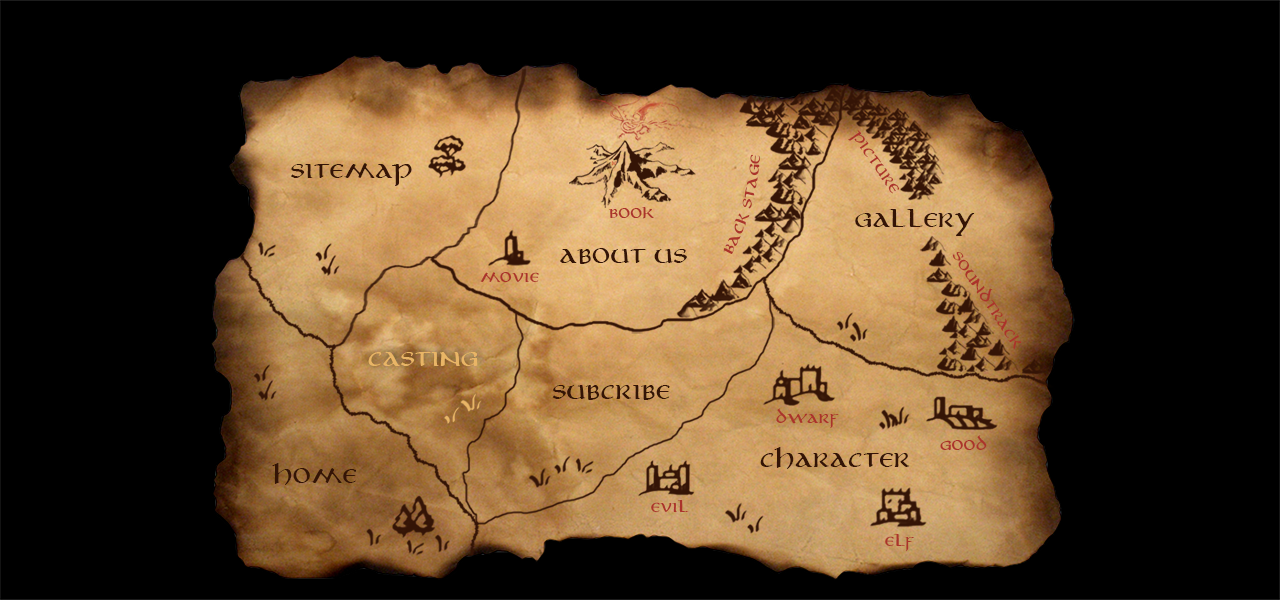 SITEMAP
BOOK
MOVIE
ABOUT US
BACK STAGE
PICTURE
GALLERY
SOUNDTRACK
CASTING
SUBCRIBE
DWARF
GOOD
CHARACTER
HOME
EVIL
ELF